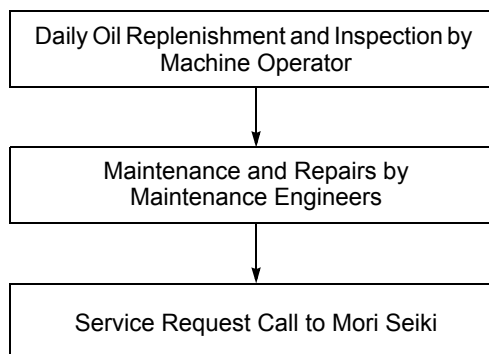 Daily Oil Replenishment and Inspection by
Machine Operator
Maintenance and Repairs by
Maintenance Engineers
Service Request Call to Mori Seiki